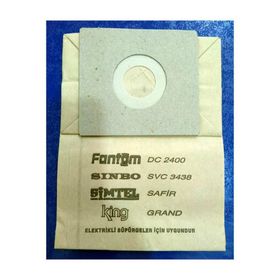 Fantom DC 2400
SINBO SVC 3438
SİMTEL SAFİR
king GRAND
ELEKTRİKLİ SÜPÜRGELER İÇİN UYGUNDUR